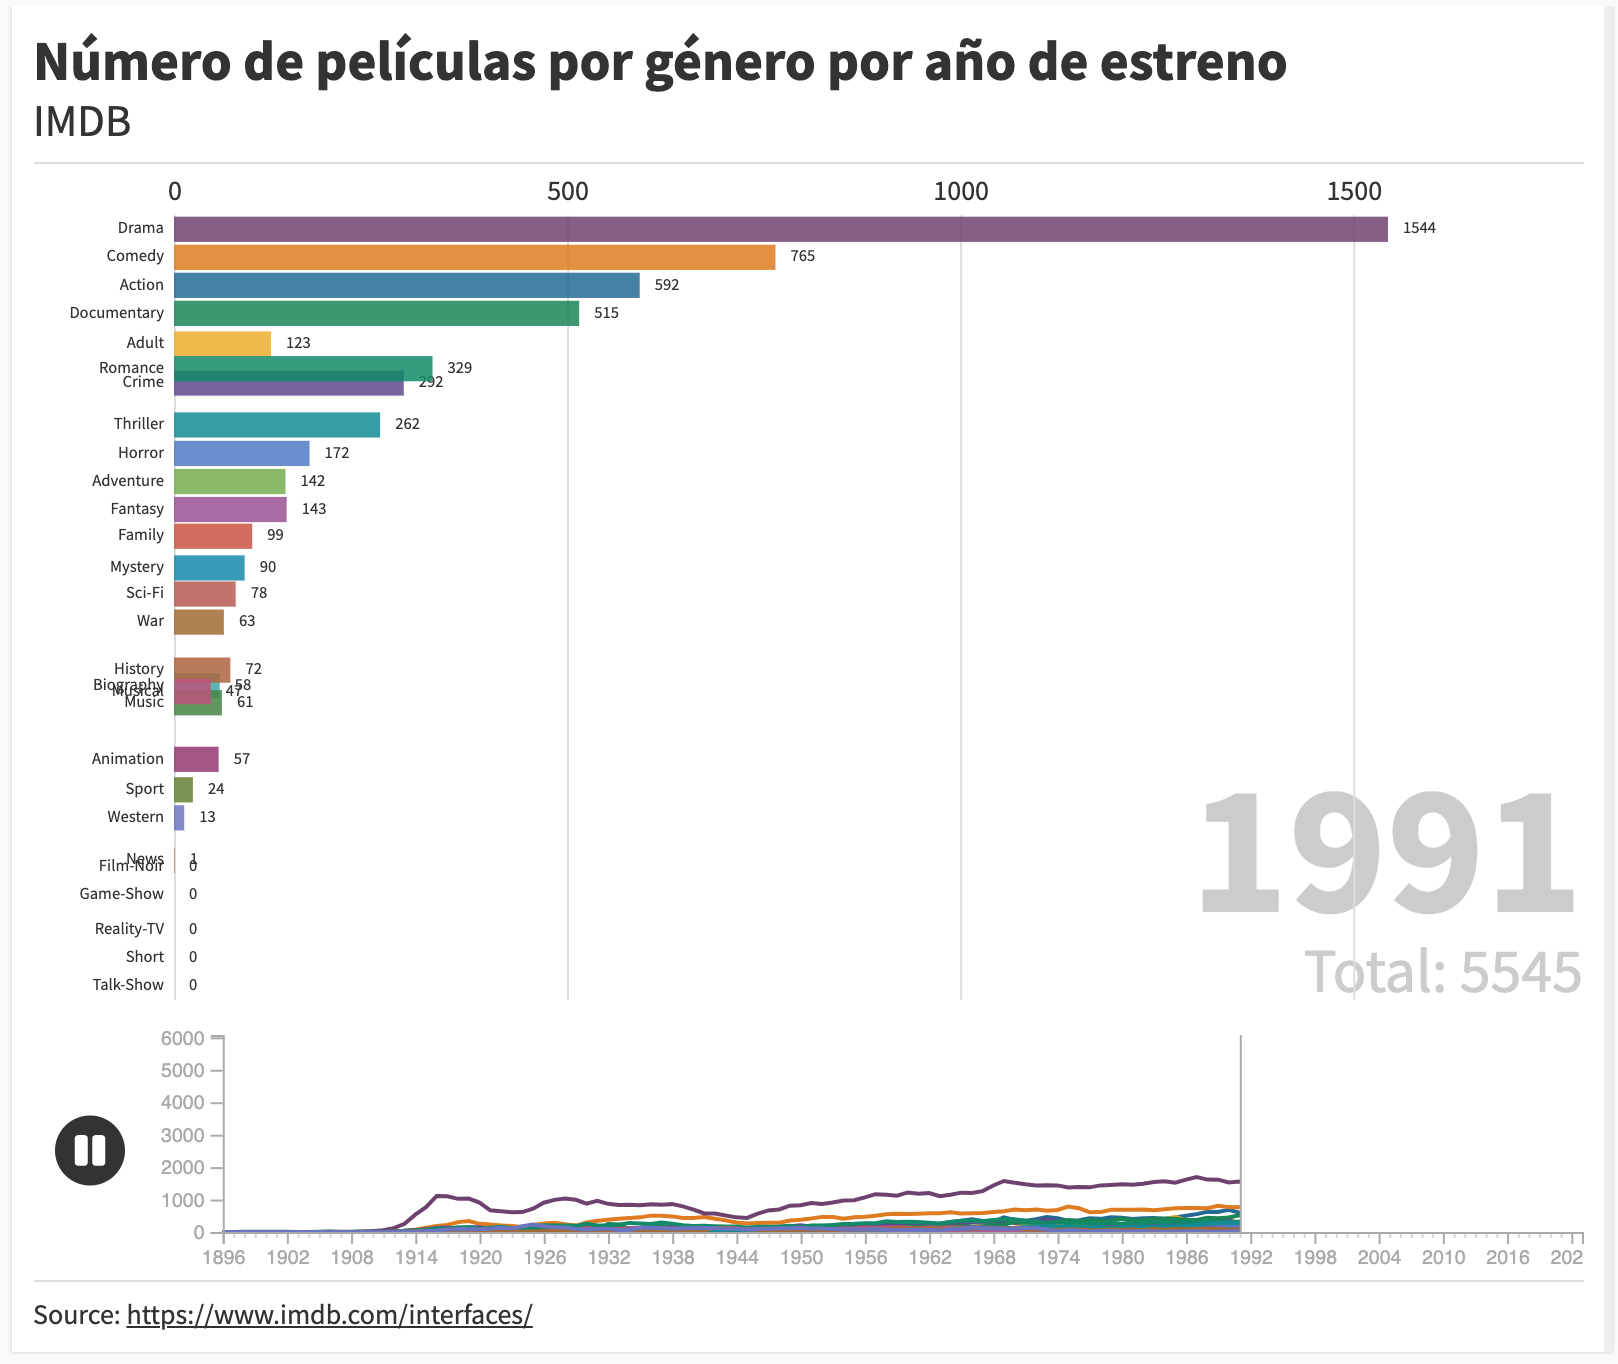 Número de películas por género por año de estreno
IMDB
0 500 1000 1500
Drama 1544
Comedy 765
Action 592
Documentary 515
Adult 123
Romance 329
Crime 292
Thriller 262
Horror 172
Adventure 142
Fantasy 143
Family 99
Mystery 90
Sci-Fi 78
War 63
History 72
Biography 58
Musical 47
Music 61
Animation 57
Sport 24
Western 13
News 1
Film-Noir 0
Game-Show 0
Reality-TV 0
Short 0
Talk-Show 0
1991
Total: 5545
6000
5000
4000
3000
2000
1000
0
1896 1902 1908 1914 1920 1926 1932 1938 1944 1950 1956 1962 1968 1974 1980 1986 1992 1998 2004 2010 2016 202
Source: https://www.imdb.com/interfaces/